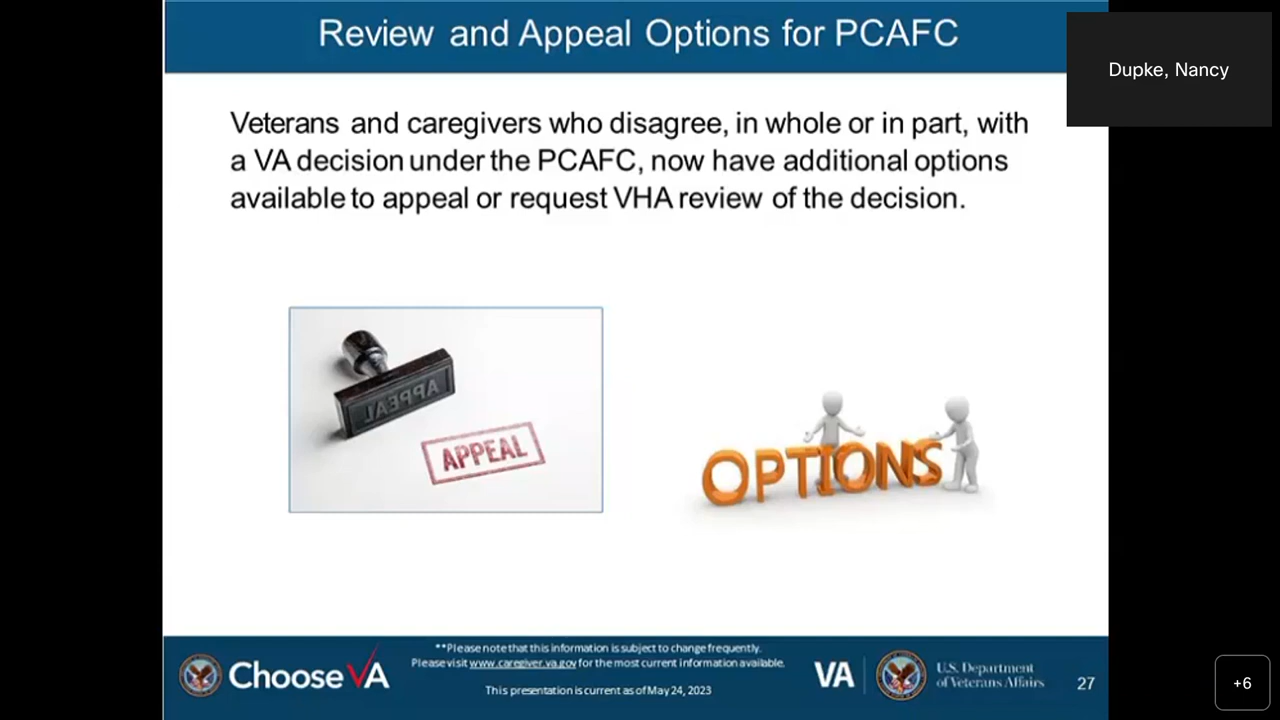 Review and Appeal Options for PCAFC
Dupke, Nancy
Veterans and caregivers who disagree, in whole or in part, with
a VA decision under the PCAFC, now have additional options
available to appeal or request VHA review of the decision.
APPEAL
APPEAL
OPTIONS
**Please note that this information is subject to change frequently.
Please visit www.caregiver.va.gov for the most current information available.
This presentation is current as of May 24, 2023
Choose VA
VA
U.S. Department
of Veterans Affairs
27
+6